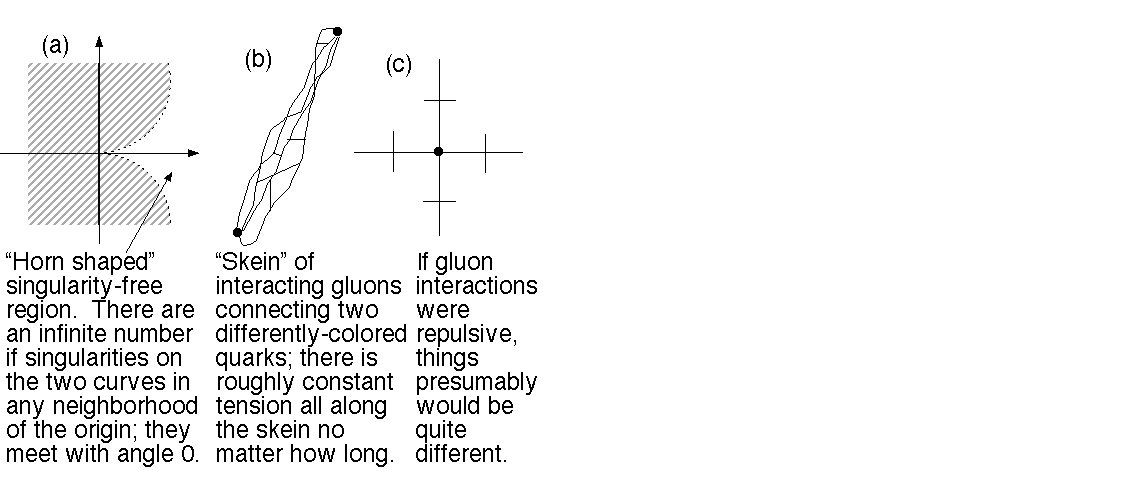 (a)
(b)
(c)
“Horn shaped”
singularity-free
region.  There are
an infinite number
if singularities on
the two curves in
any neighborhood
of the origin; they
meet with angle 0.
“Skein” of
interacting gluons
connecting two
differently-colored
quarks; there is
roughly constant
tension all along
the skein no
matter how long.
If gluon
interactions
were
repulsive,
things
presumably
would be
quite
different.